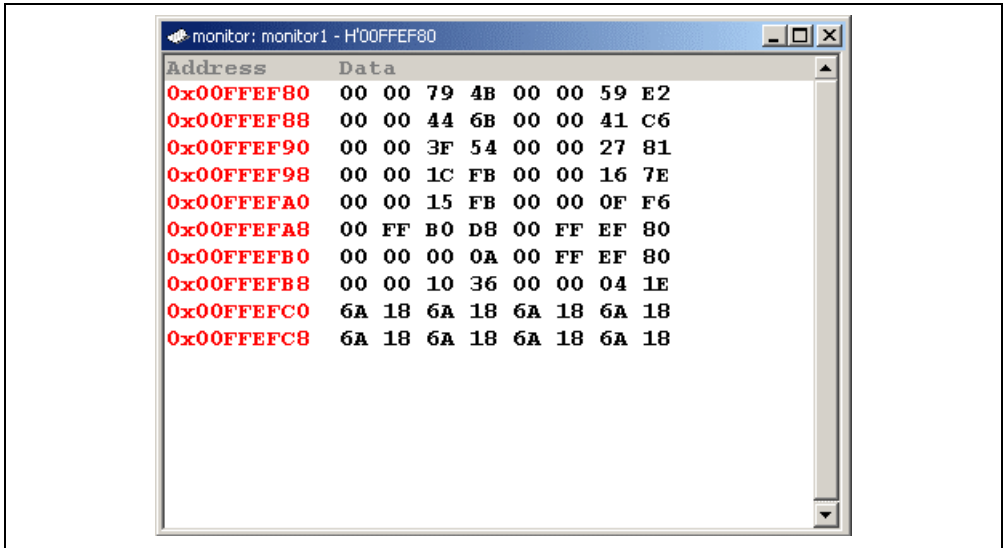 monitor: monitor1 - H'00FFEF80
Address Data
0x00FFEF80 00 00 79 4B 00 00 59 E2
0x00FFEF88 00 00 44 6B 00 00 41 C6
0x00FFEF90 00 00 3F 54 00 00 27 81
0x00FFEF98 00 00 1C FB 00 00 16 7E
0x00FFEFA0 00 00 15 FB 00 00 0F F6
0x00FFEFA8 00 FF B0 D8 00 FF EF 80
0x00FFEFB0 00 00 00 0A 00 FF EF 80
0x00FFEFB8 00 00 10 36 00 00 04 1E
0x00FFEFC0 6A 18 6A 18 6A 18 6A 18
0x00FFEFC8 6A 18 6A 18 6A 18 6A 18